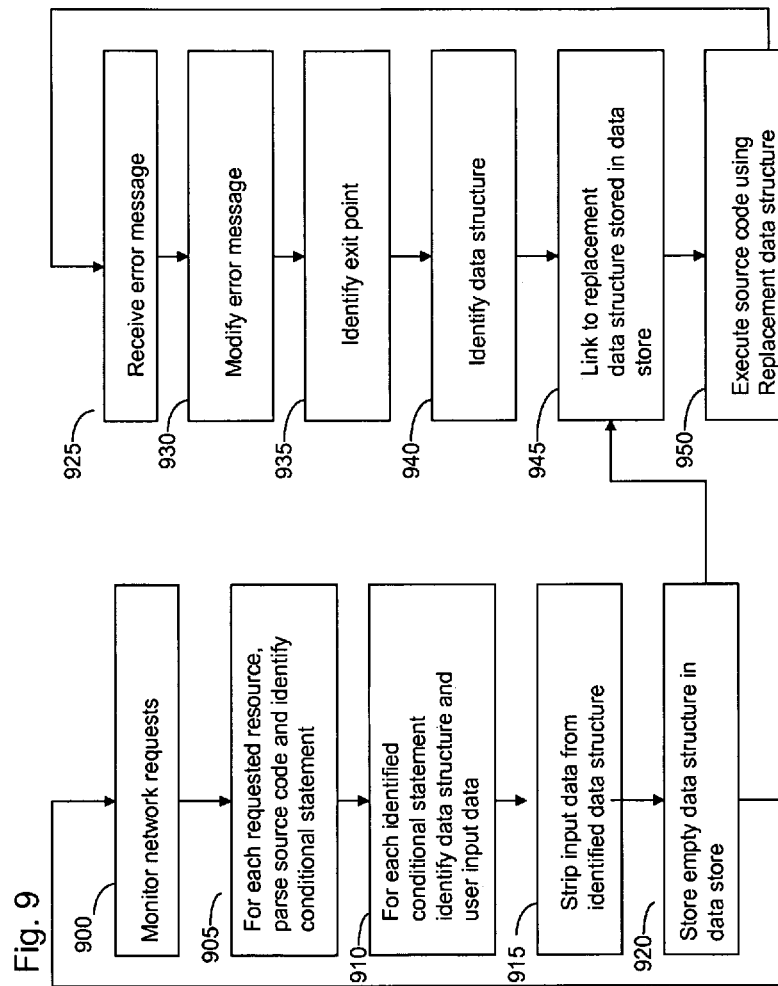 Fig. 9
900
Monitor network requests
905
For each requested resource,
parse source code and identify
conditional statement
910
For each identified
conditional statement
identify data structure and
user input data
915
Strip input data from
identified data structure
920
Store empty data structure in
data store
925
Receive error message
930
Modify error message
935
Identify exit point
940
Identify data structure
945
Link to replacement
data structure stored in data
store
950
Execute source code using
Replacement data structure